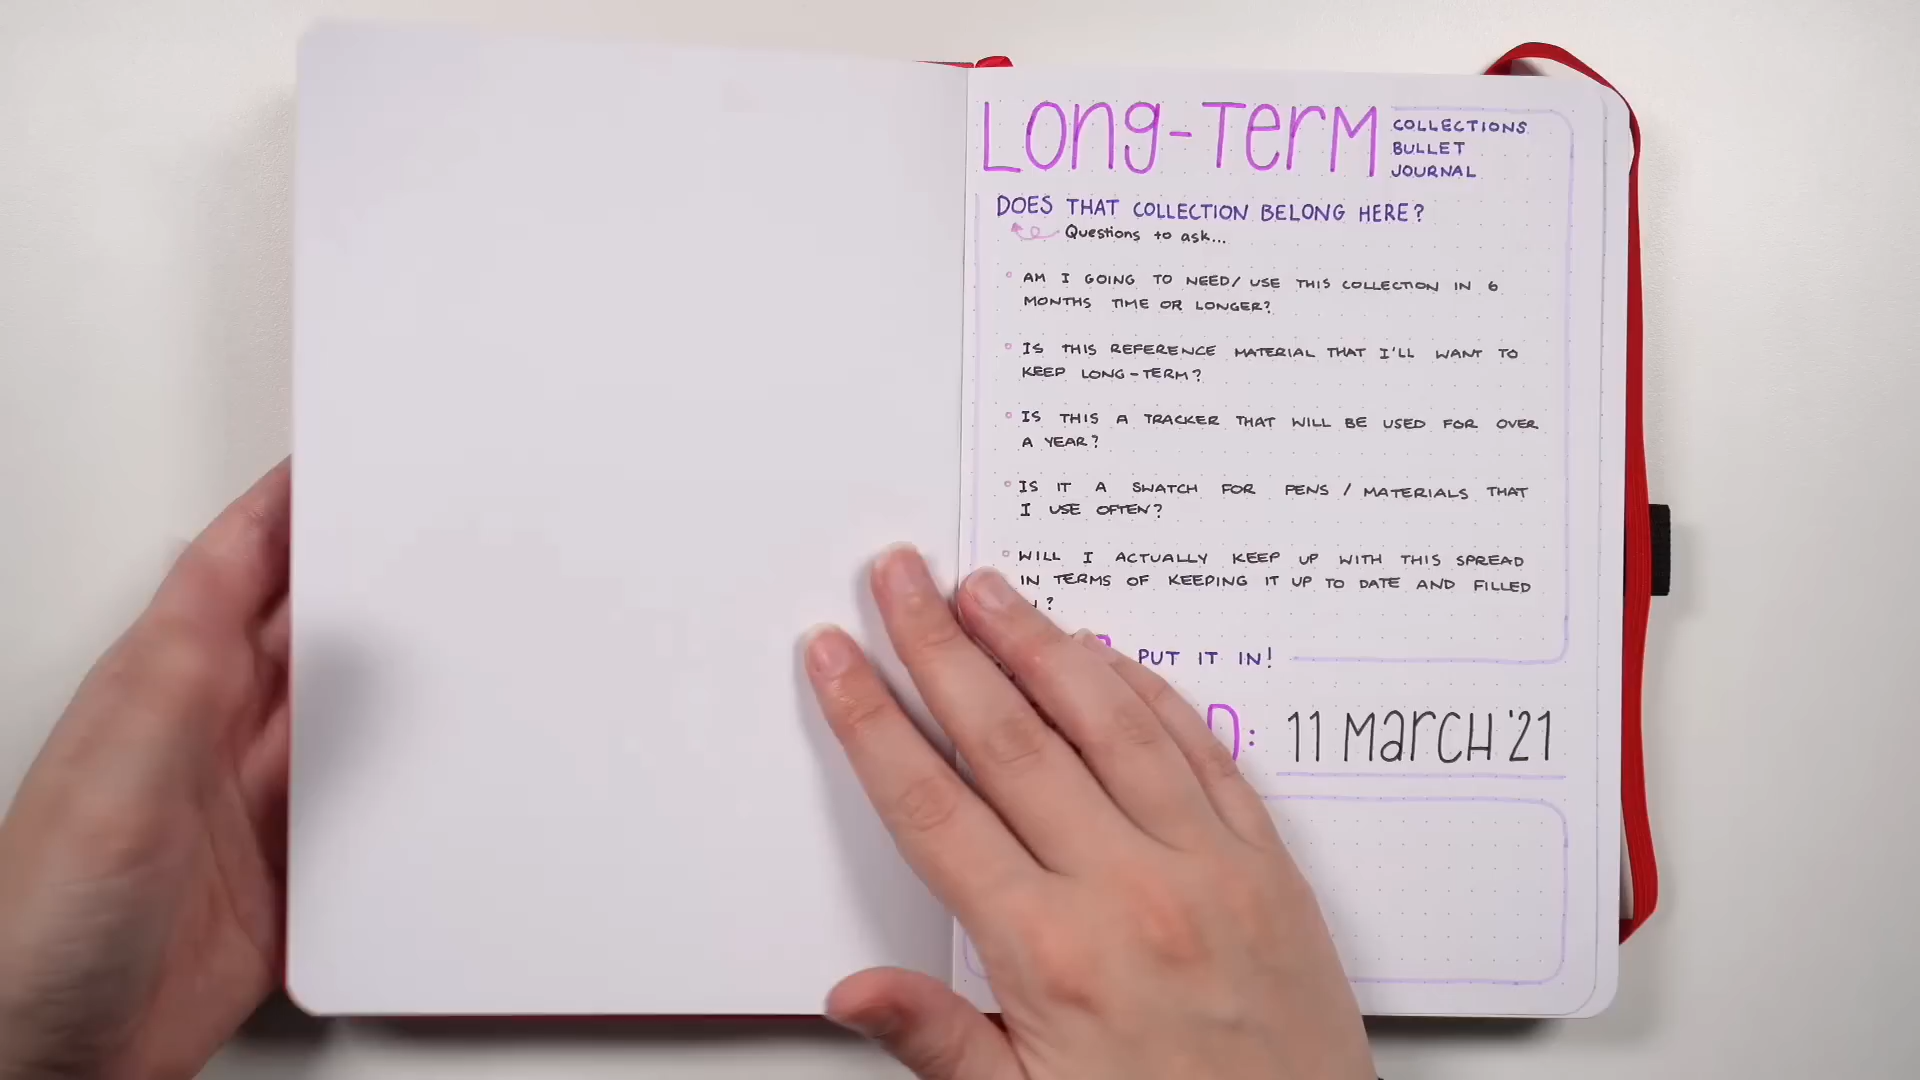 Long-Term
COLLECTIONS
BULLET
JOURNAL
DOES THAT COLLECTION BELONG HERE?
Questions to ask...
AM I GOING TO NEED/ USE THIS COLLECTION IN 6
MONTHS TIME OR LONGER?
IS THIS REFERENCE MATERIAL THAT I'LL WANT TO
KEEP LONG-TERM?
IS THIS A TRACKER THAT WILL BE USED FOR OVER
A YEAR?
IS IT A SWATCH FOR PENS / MATERIALS THAT
I USE OFTEN?
WILL I ACTUALLY KEEP UP WITH THIS SPREAD
IN TERMS OF KEEPING IT UP TO DATE AND FILLED
?
PUT IT IN!
D: 11 March '21